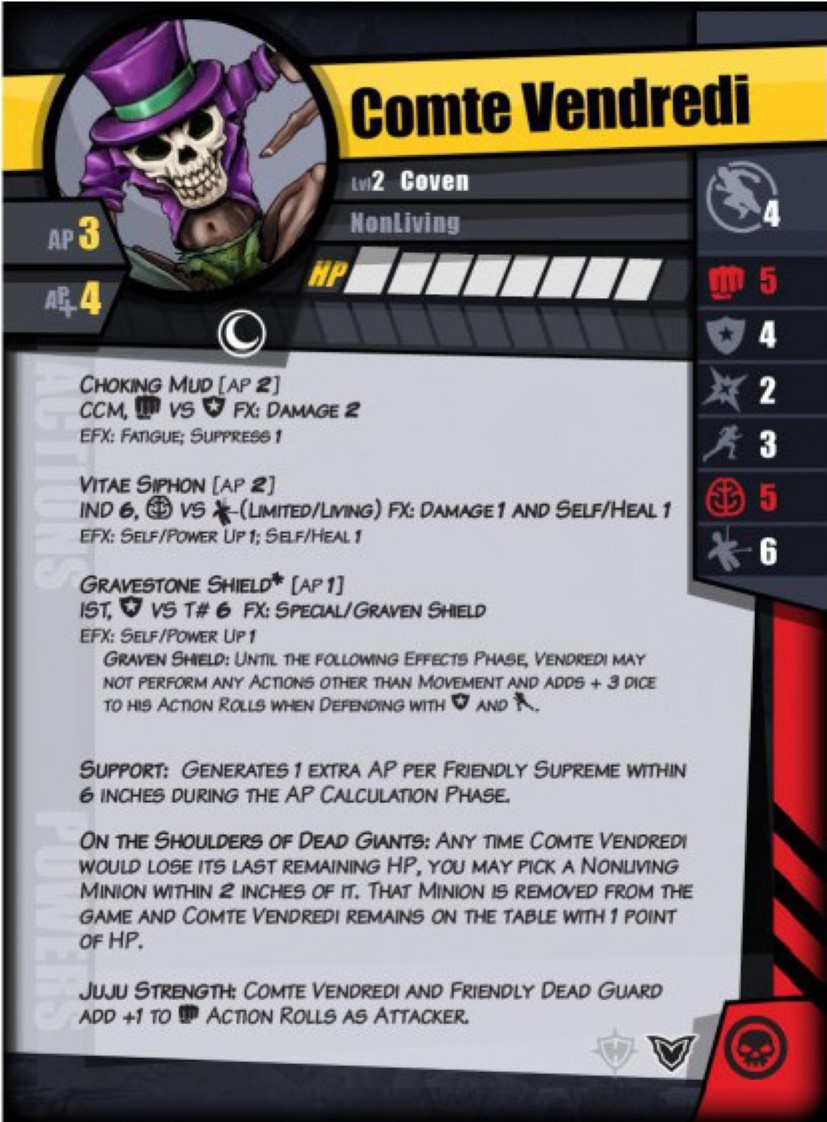 Comte Vendredi
Lvl2 Coven
NonLiving
AP 3
AP+ 4
HP
4
5
4
2
3
5
6
ACTIONS
CHOKING MUD [AP 2]
CCM, VS FX: DAMAGE 2
EFX: FATIGUE; SUPPRESS 1
VITAE SIPHON [AP 2]
IND 6, VS (LIMITED/LIVING) FX: DAMAGE 1 AND SELF/HEAL 1
EFX: SELF/POWER UP 1; SELF/HEAL 1
GRAVESTONE SHIELD* [AP 1]
IST, VS T# 6 FX: SPECIAL/GRAVEN SHIELD
EFX: SELF/POWER UP 1
GRAVEN SHIELD: UNTIL THE FOLLOWING EFFECTS PHASE, VENDREDI MAY
NOT PERFORM ANY ACTIONS OTHER THAN MOVEMENT AND ADDS + 3 DICE
TO HIS ACTION ROLLS WHEN DEFENDING WITH AND .
POWERS
SUPPORT: GENERATES 1 EXTRA AP PER FRIENDLY SUPREME WITHIN
6 INCHES DURING THE AP CALCULATION PHASE.
ON THE SHOULDERS OF DEAD GIANTS: ANY TIME COMTE VENDREDI
WOULD LOSE ITS LAST REMAINING HP, YOU MAY PICK A NONLIVING
MINION WITHIN 2 INCHES OF IT. THAT MINION IS REMOVED FROM THE
GAME AND COMTE VENDREDI REMAINS ON THE TABLE WITH 1 POINT
OF HP.
JUJU STRENGTH: COMTE VENDREDI AND FRIENDLY DEAD GUARD
ADD +1 TO ACTION ROLLS AS ATTACKER.